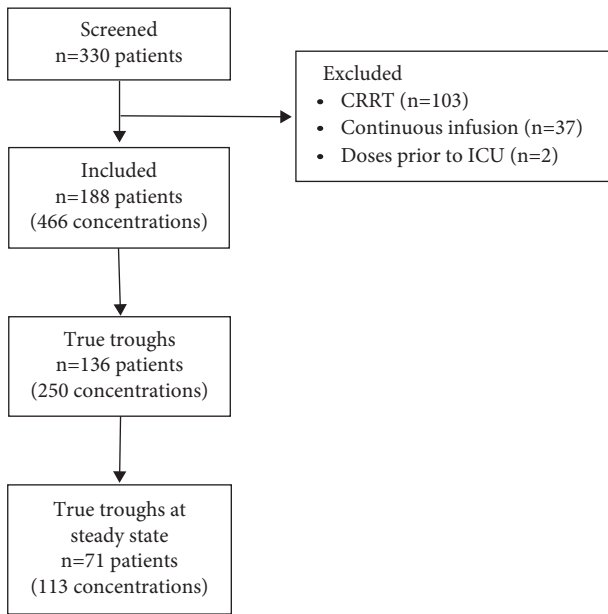 Screened
n=330 patients
Excluded
• CRRT (n=103)
• Continuous infusion (n=37)
• Doses prior to ICU (n=2)
Included
n=188 patients
(466 concentrations)
True troughs
n=136 patients
(250 concentrations)
True troughs at
steady state
n=71 patients
(113 concentrations)